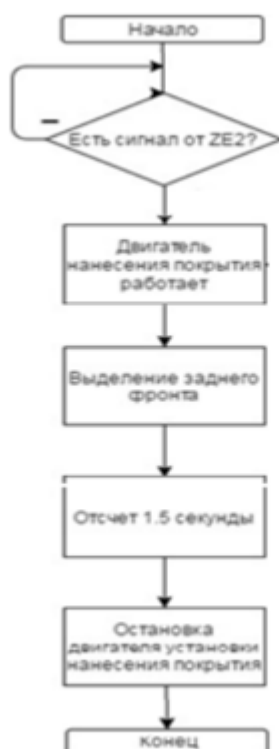 Начало
Есть сигнал от ZE2?
–
Двигатель
нанесения покрытия
работает
Выделение заднего
фронта
Отсчет 1.5 секунды
Остановка
двигателя установки
нанесения покрытия
конец